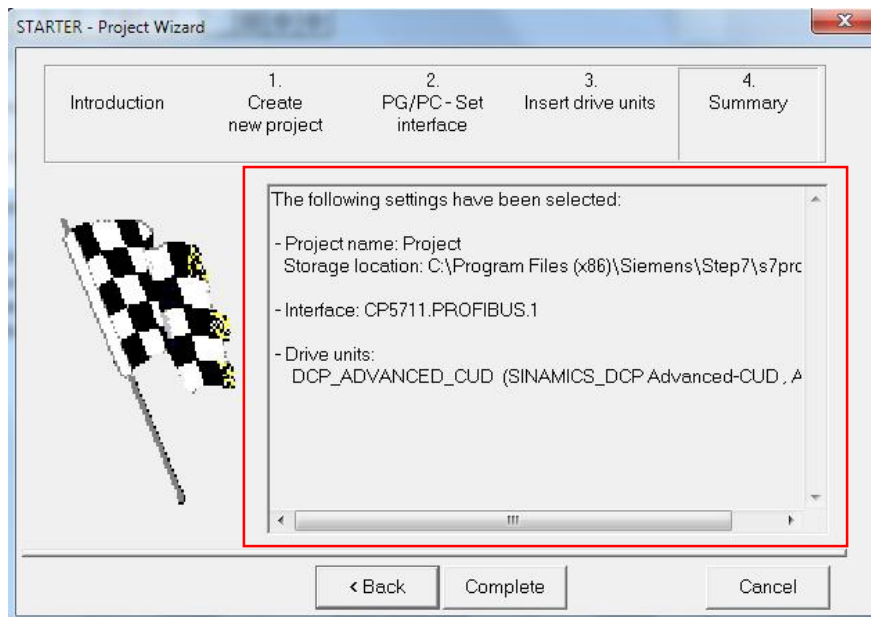 STARTER - Project Wizard
Introduction
1.
Create
new project
2.
PG/PC - Set
interface
3.
Insert drive units
4.
Summary
The following settings have been selected:
- Project name: Project
Storage location: C:\Program Files (x86)\Siemens\Step7\s7prc
- Interface: CP5711.PROFIBUS.1
- Drive units:
DCP_ADVANCED_CUD (SINAMICS_DCP Advanced-CUD , A
< Back
Complete
Cancel